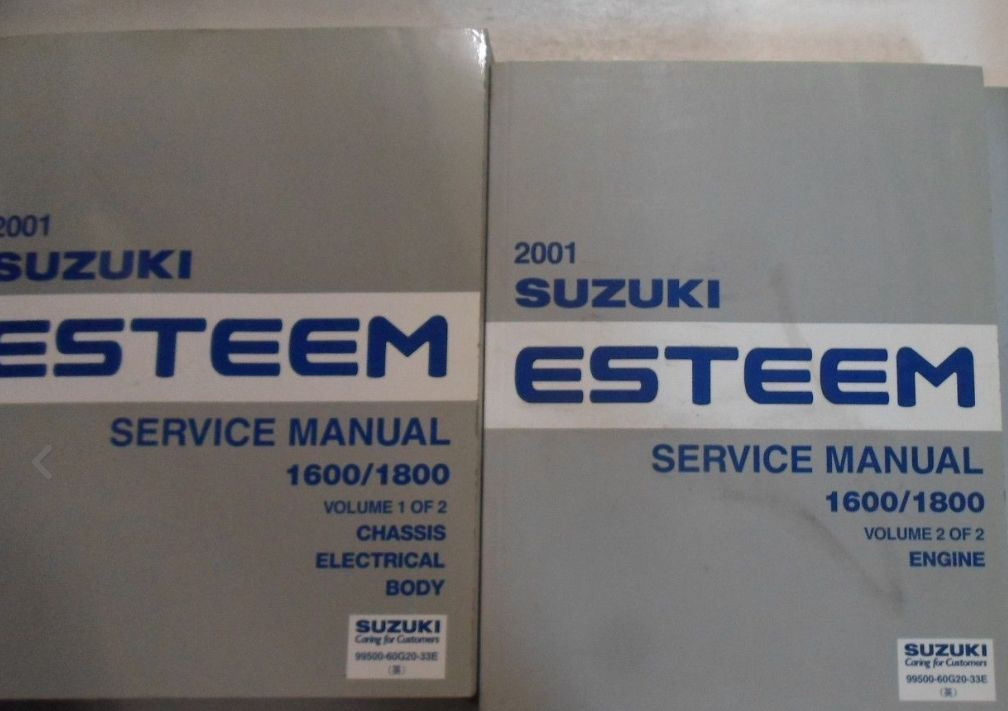 2001
SUZUKI
ESTEEM
SERVICE MANUAL
1600/1800
VOLUME 1 OF 2
CHASSIS
ELECTRICAL
BODY
SUZUKI
Caring for Customers
99500-60G20-33E
(英)
2001
SUZUKI
ESTEEM
SERVICE MANUAL
1600/1800
VOLUME 2 OF 2
ENGINE
SUZUKI
Caring for Customers
99500-60G20-33E
(英)